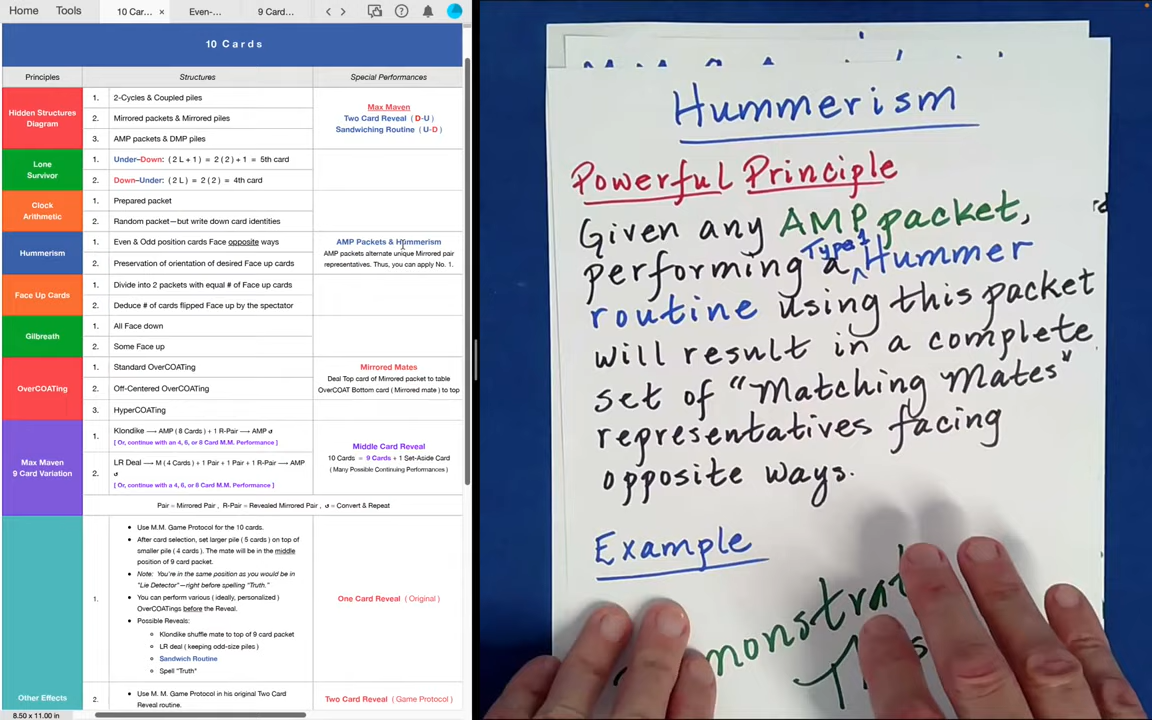 Home Tools 10 Car... × Even-... 9 Card...
10 Cards
Principles Structures Special Performances
Hidden Structures Diagram
1. 2-Cycles & Coupled piles
2. Mirrored packets & Mirrored piles
3. AMP packets & DMP piles
Max Maven
Two Card Reveal ( D-U )
Sandwiching Routine ( U-D )
Lone
Survivor
1. Under–Down: ( 2 L + 1 ) = 2 ( 2 ) + 1 = 5th card
2. Down–Under: ( 2 L ) = 2 ( 2 ) = 4th card
Clock
Arithmetic
1. Prepared packet
2. Random packet—but write down card identities
Hummerism
1. Even & Odd position cards Face opposite ways
2. Preservation of orientation of desired Face up cards
AMP Packets & Hummerism
AMP packets alternate unique Mirrored pair
representatives. Thus, you can apply No. 1.
Face Up Cards
1. Divide into 2 packets with equal # of Face up cards
2. Deduce # of cards flipped Face up by the spectator
Gilbreath
1. All Face down
2. Some Face up
OverCOATing
1. Standard OverCOATing
2. Off-Centered OverCOATing
3. HyperCOATing
Mirrored Mates
Deal Top card of Mirrored packet to table
OverCOAT Bottom card ( Mirrored mate ) to top
Max Maven
9 Card Variation
1. Klondike → AMP ( 8 Cards ) + 1 R-Pair → AMP ↺
[ Or, continue with an 4, 6, or 8 Card M.M. Performance ]
2. LR Deal → M ( 4 Cards ) + 1 Pair + 1 Pair + 1 R-Pair → AMP
↺
[ Or, continue with a 4, 6, or 8 Card M.M. Performance ]
Middle Card Reveal
10 Cards = 9 Cards + 1 Set-Aside Card
( Many Possible Continuing Performances )
Pair = Mirrored Pair , R-Pair = Revealed Mirrored Pair , ↺ = Convert & Repeat
Other Effects
1.
• Use M.M. Game Protocol for the 10 cards.
• After card selection, set larger pile ( 5 cards ) on top of
smaller pile ( 4 cards ). The mate will be in the middle
position of 9 card packet.
• Note: You're in the same position as you would be in
"Lie Detector"—right before spelling "Truth."
• You can perform various ( ideally, personalized )
OverCOATings before the Reveal.
• Possible Reveals:
Klondike shuffle mate to top of 9 card packet
LR deal ( keeping odd-size piles )
Sandwich Routine
Spell "Truth"
One Card Reveal ( Original )
2.
• Use M. M. Game Protocol in his original Two Card
Reveal routine.
Two Card Reveal ( Game Protocol )
8.50 x 11.00 in
Hummerism
Powerful Principle
Given any AMP packet,
performing a Type 1 Hummer
routine using this packet
will result in a complete
set of "Matching Mates"
representatives facing
opposite ways.
Example